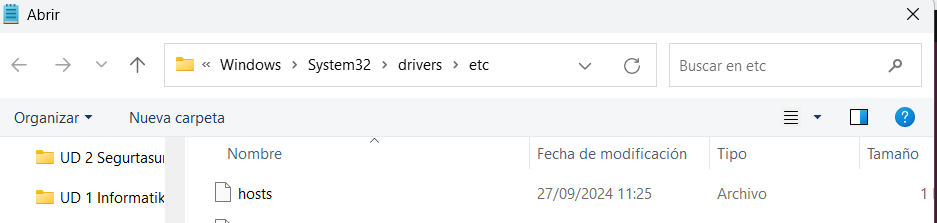 Abrir
« Windows > System32 > drivers > etc
Buscar en etc
Organizar
Nueva carpeta
Nombre
Fecha de modificación
Tipo
Tamaño
UD 2 Segurtasu
UD 1 Informatik
hosts
27/09/2024 11:25
Archivo
1